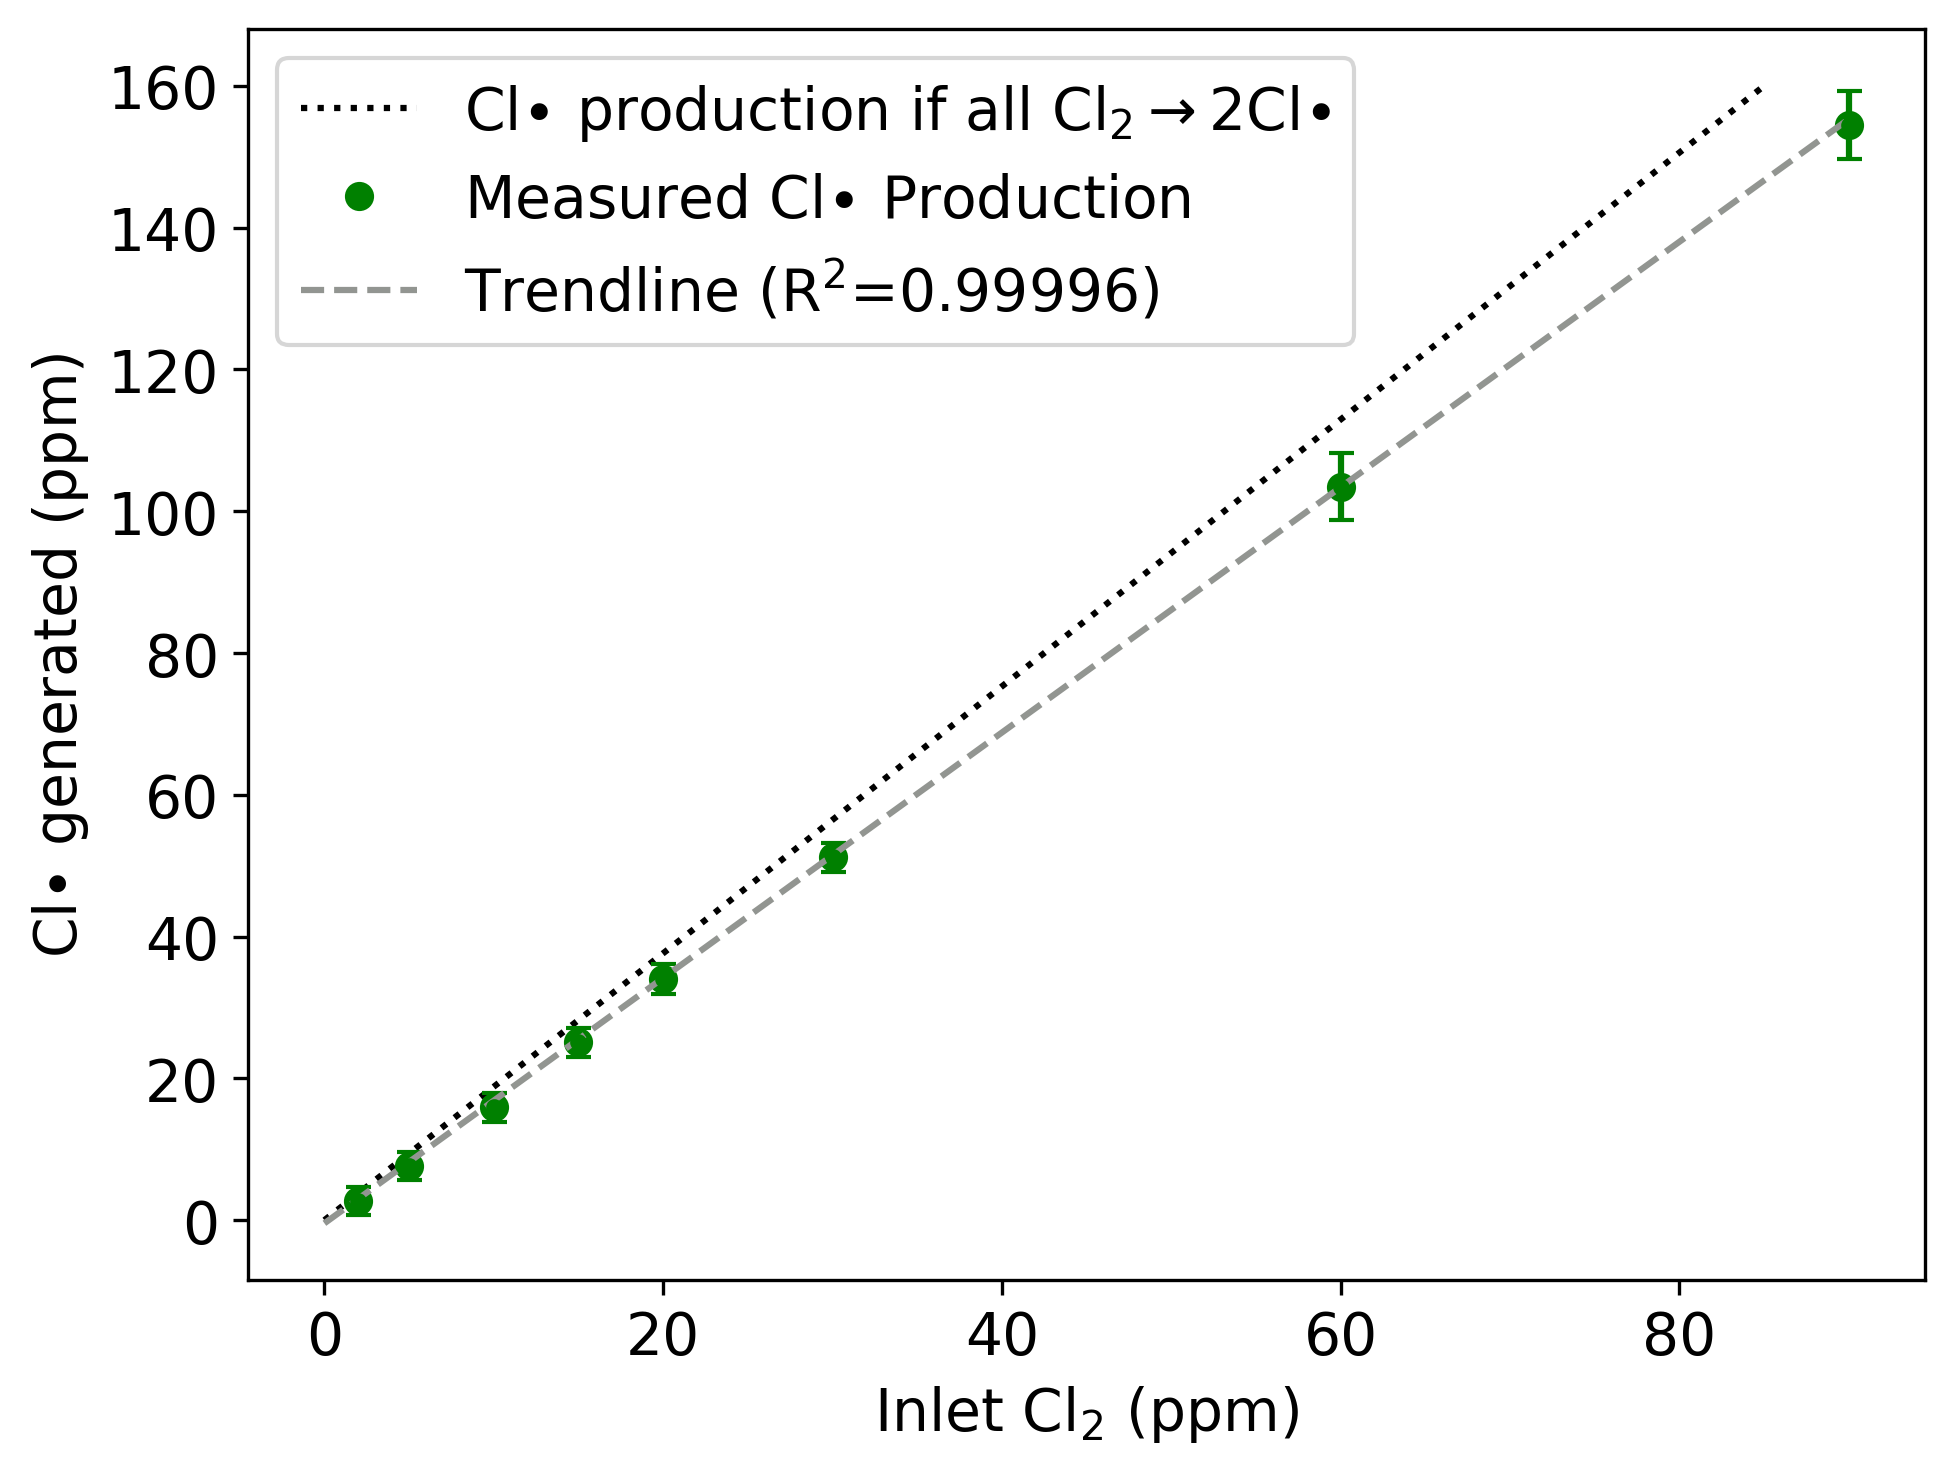 Cl• production if all Cl₂→2Cl•
Measured Cl• Production
Trendline (R²=0.99996)
160
140
120
100
80
60
40
20
0
Cl• generated (ppm)
0 20 40 60 80
Inlet Cl₂ (ppm)